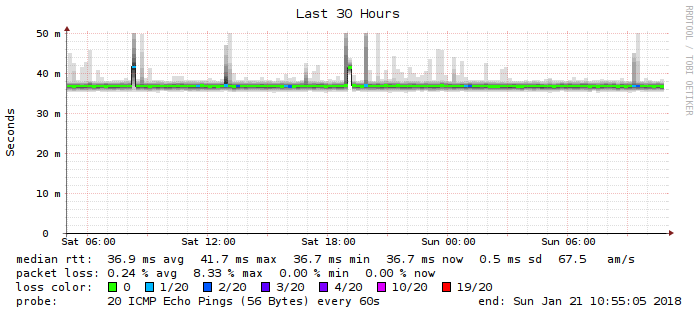 Last 30 Hours
RRDTOOL / TOBI OETIKER
Seconds
50 m
40 m
30 m
20 m
10 m
0
Sat 06:00 Sat 12:00 Sat 18:00 Sun 00:00 Sun 06:00
median rtt: 36.9 ms avg 41.7 ms max 36.7 ms min 36.7 ms now 0.5 ms sd 67.5 am/s
packet loss: 0.24 % avg 8.33 % max 0.00 % min 0.00 % now
loss color: 0 1/20 2/20 3/20 4/20 10/20 19/20
probe: 20 ICMP Echo Pings (56 Bytes) every 60s end: Sun Jan 21 10:55:05 2018